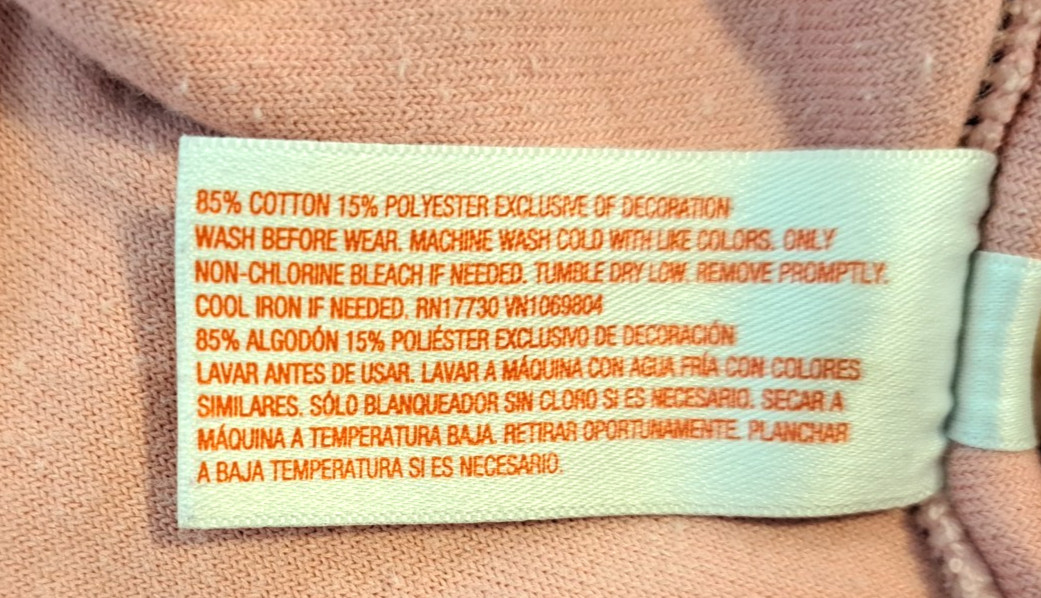 85% COTTON 15% POLYESTER EXCLUSIVE OF DECORATION
WASH BEFORE WEAR. MACHINE WASH COLD WITH LIKE COLORS. ONLY
NON-CHLORINE BLEACH IF NEEDED. TUMBLE DRY LOW. REMOVE PROMPTLY.
COOL IRON IF NEEDED. RN17730 VN1069804
85% ALGODÓN 15% POLIÉSTER EXCLUSIVO DE DECORACIÓN
LAVAR ANTES DE USAR. LAVAR A MÁQUINA CON AGUA FRÍA CON COLORES
SIMILARES. SÓLO BLANQUEADOR SIN CLORO SI ES NECESARIO. SECAR A
MÁQUINA A TEMPERATURA BAJA. RETIRAR OPORTUNAMENTE. PLANCHAR
A BAJA TEMPERATURA SI ES NECESARIO.